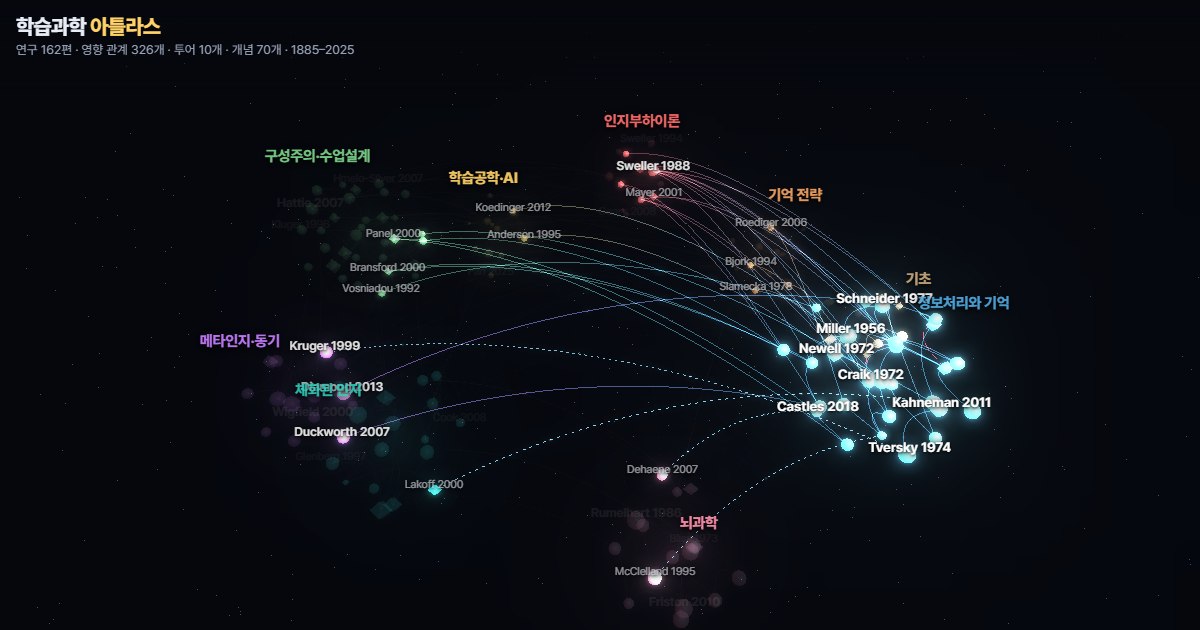 학습과학 아틀라스
연구 162편 · 영향 관계 326개 · 투어 10개 · 개념 70개 · 1885–2025
인지부하이론
Sweller 1994
구성주의·수업설계
Sweller 1988
학습공학·AI
Mayer 2001
기억 전략
Hattie 2007
Koedinger 2012
Roediger 2006
Panel 2000
Anderson 1995
Bjork 1994
Bransford 2000
기초
Vosniadou 1992
Slamecka 1978
Schneider 1977
정보처리와 기억
Miller 1956
메타인지·동기
Kruger 1999
Newell 1972
Craik 1972
체화된 인지
2013
Kahneman 2011
Castles 2018
Wigfield 2000
Duckworth 2007
Tversky 1974
Dehaene 2007
Lakoff 2000
Rumelhart 1986
뇌과학
McClelland 1995
Friston 2010